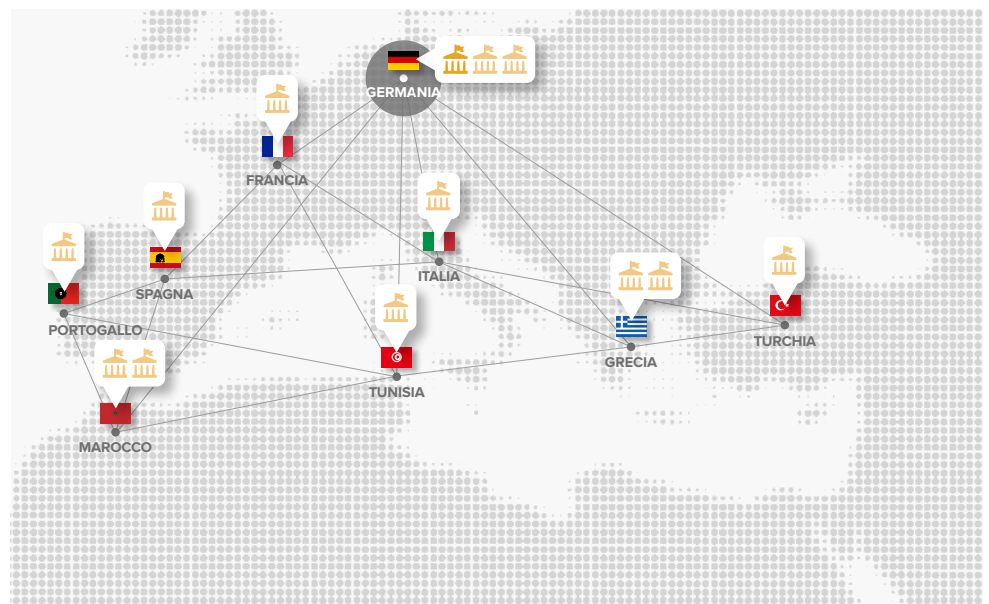 GERMANIA
FRANCIA
ITALIA
SPAGNA
PORTOGALLO
TURCHIA
GRECIA
TUNISIA
MAROCCO